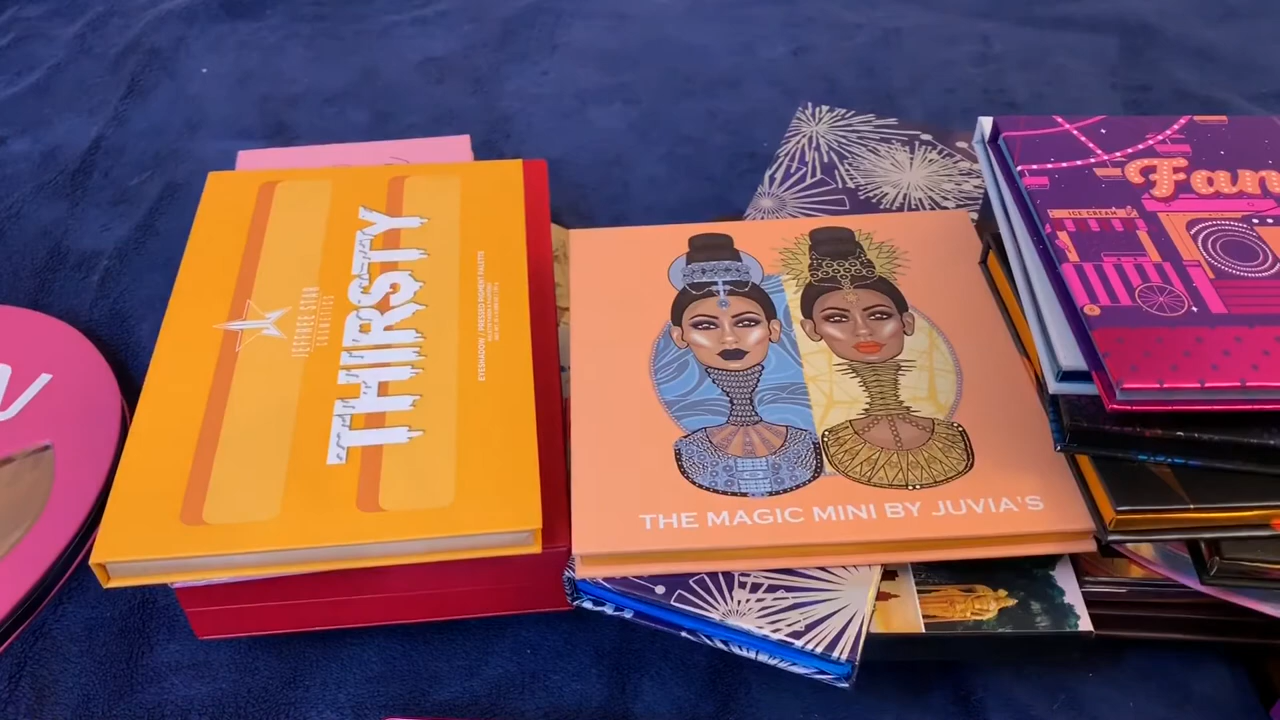 JEFFREE STAR
COSMETICS
THIRSTY
EYESHADOW / PRESSED PIGMENT PALETTE
THE MAGIC MINI BY JUVIA'S
ICE CREAM
Fan